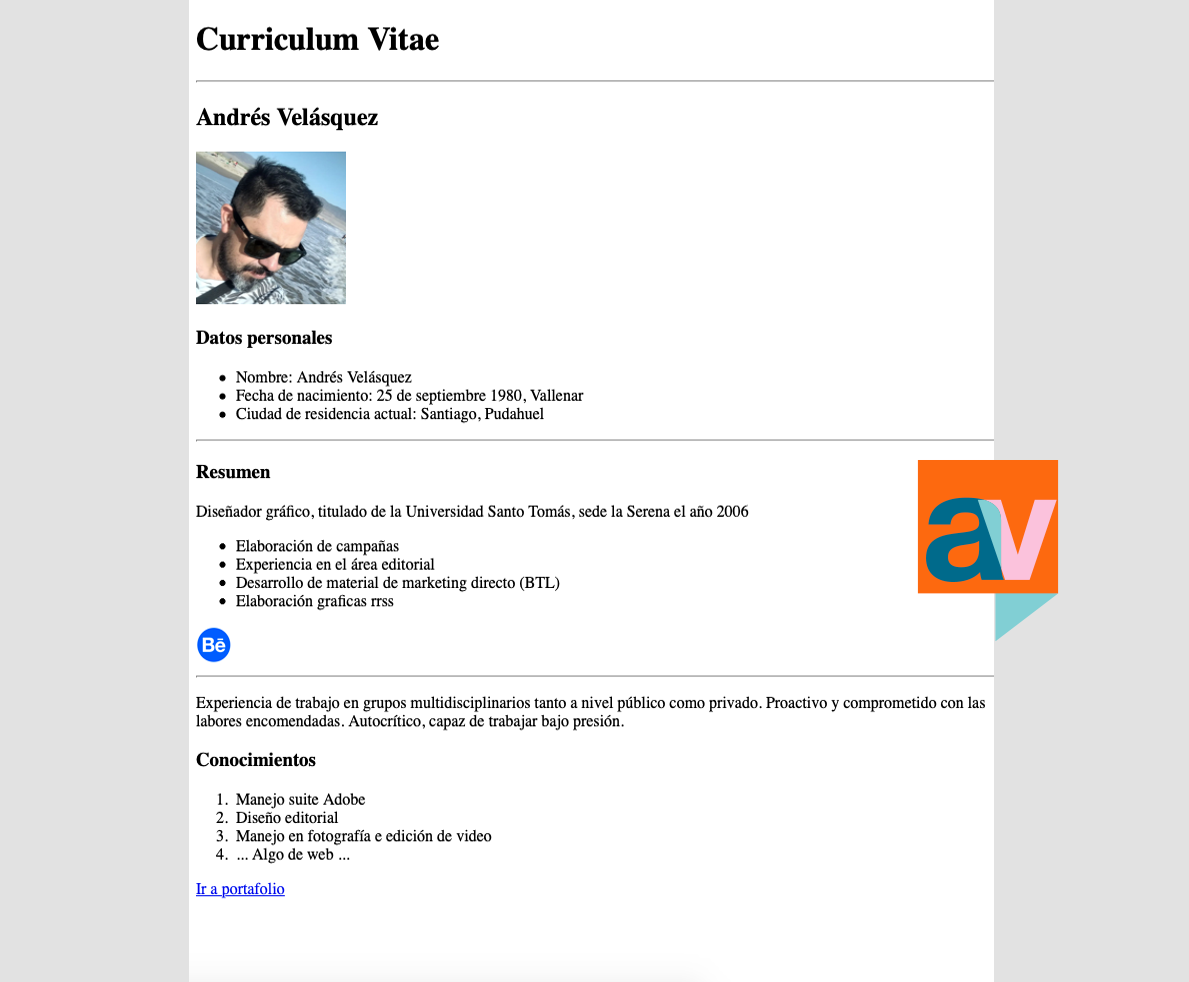 Curriculum Vitae
Andrés Velásquez
Datos personales
Nombre: Andrés Velásquez
Fecha de nacimiento: 25 de septiembre 1980, Vallenar
Ciudad de residencia actual: Santiago, Pudahuel
Resumen
av
Diseñador gráfico, titulado de la Universidad Santo Tomás, sede la Serena el año 2006
Elaboración de campañas
Experiencia en el área editorial
Desarrollo de material de marketing directo (BTL)
Elaboración graficas rrss
Bē
Experiencia de trabajo en grupos multidisciplinarios tanto a nivel público como privado. Proactivo y comprometido con las
labores encomendadas. Autocrítico, capaz de trabajar bajo presión.
Conocimientos
1. Manejo suite Adobe
2. Diseño editorial
3. Manejo en fotografía e edición de video
4. ... Algo de web ...
Ir a portafolio